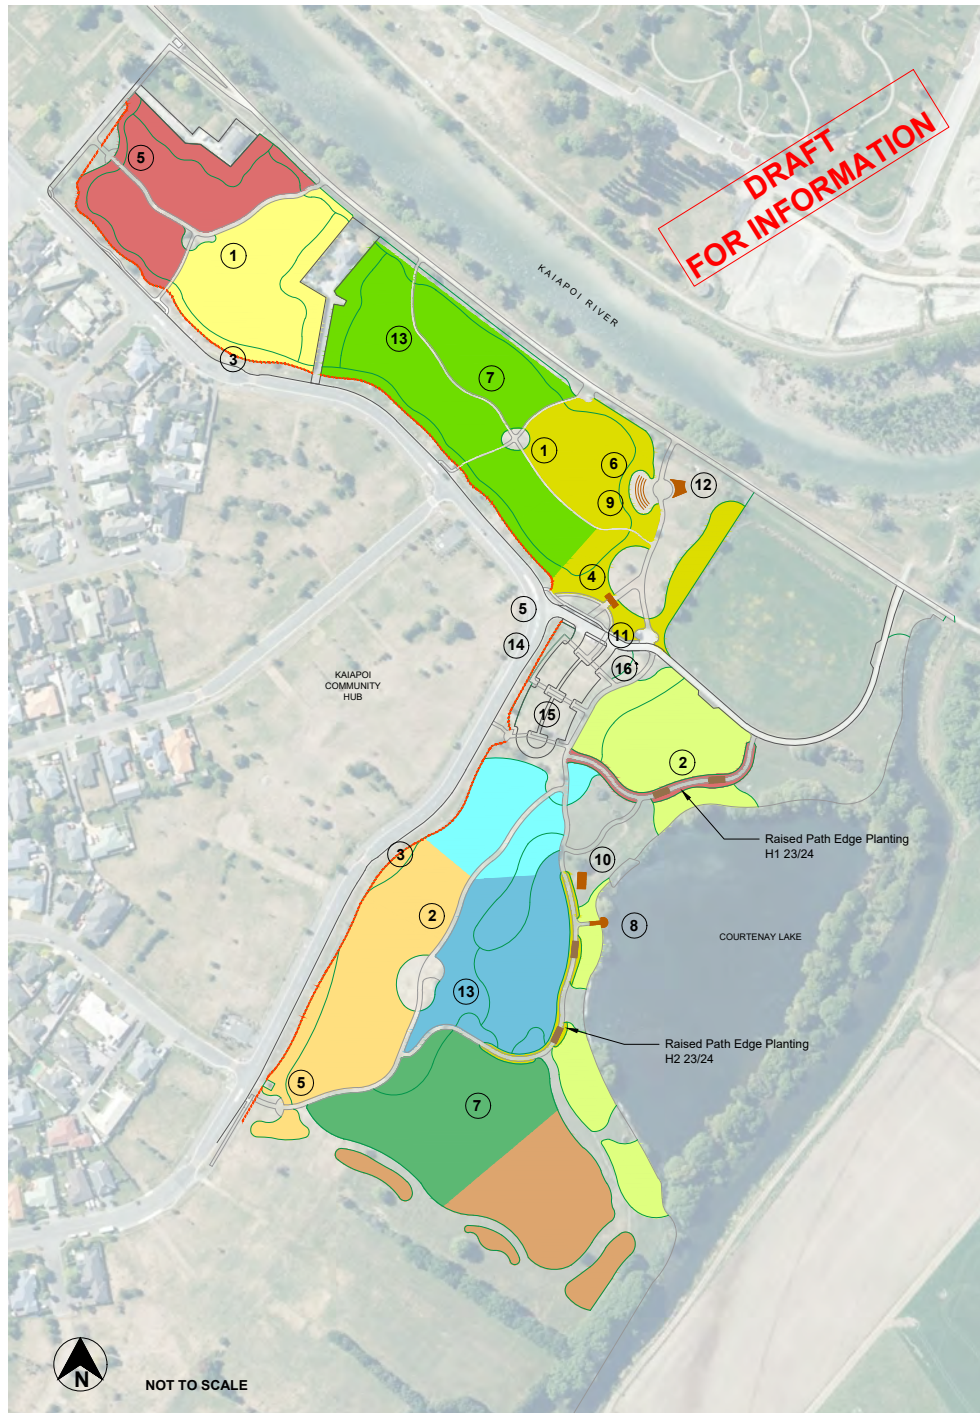 DRAFT
FOR INFORMATION
5
1
KAIAPOI RIVER
13
3
7
1
6
12
9
4
5
11
14
16
KAIAPOI
COMMUNITY
HUB
15
2
Raised Path Edge Planting
H1 23/24
3
10
2
8
COURTENAY LAKE
13
Raised Path Edge Planting
H2 23/24
5
7
N
NOT TO SCALE